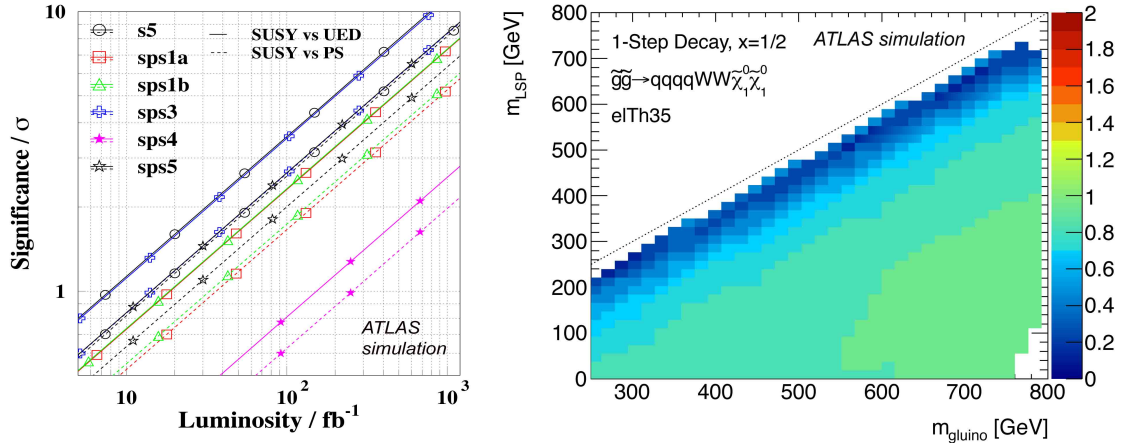 10
1
Significance / σ
s5
sps1a
sps1b
sps3
sps4
sps5
SUSY vs UED
SUSY vs PS
ATLAS
simulation
10
10²
10³
Luminosity / fb⁻¹
m_LSP [GeV]
800
700
600
500
400
300
200
100
0
1-Step Decay, x=1/2
ATLAS simulation
g̃g̃→qqqqWWχ̃₁⁰χ̃₁⁰
elTh35
300
400
500
600
700
800
m_gluino [GeV]
2
1.8
1.6
1.4
1.2
1
0.8
0.6
0.4
0.2
0